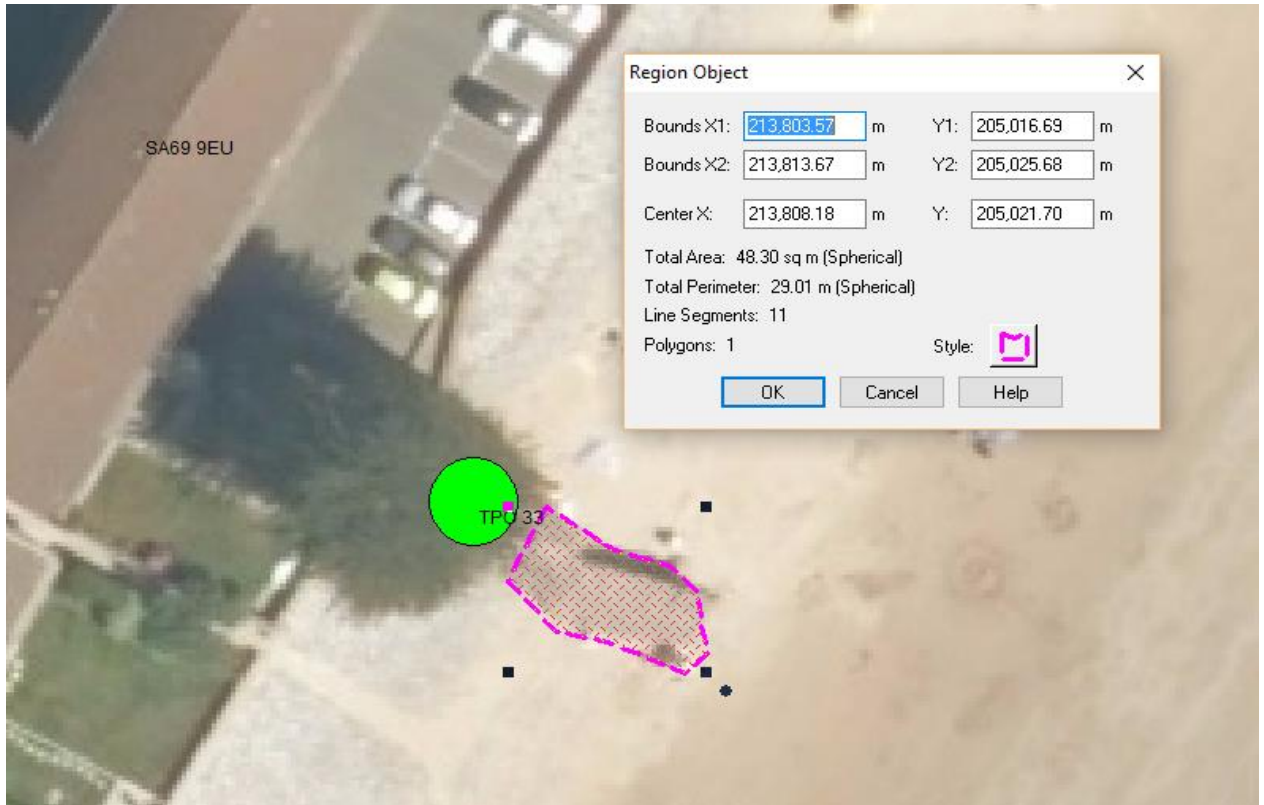 SA69 9EU
TPU 33
Region Object
Bounds X1: 213,803.57 m Y1: 205,016.69 m
Bounds X2: 213,813.67 m Y2: 205,025.68 m
Center X: 213,808.18 m Y: 205,021.70 m
Total Area: 48.30 sq m (Spherical)
Total Perimeter: 29.01 m (Spherical)
Line Segments: 11
Polygons: 1 Style:
OK Cancel Help